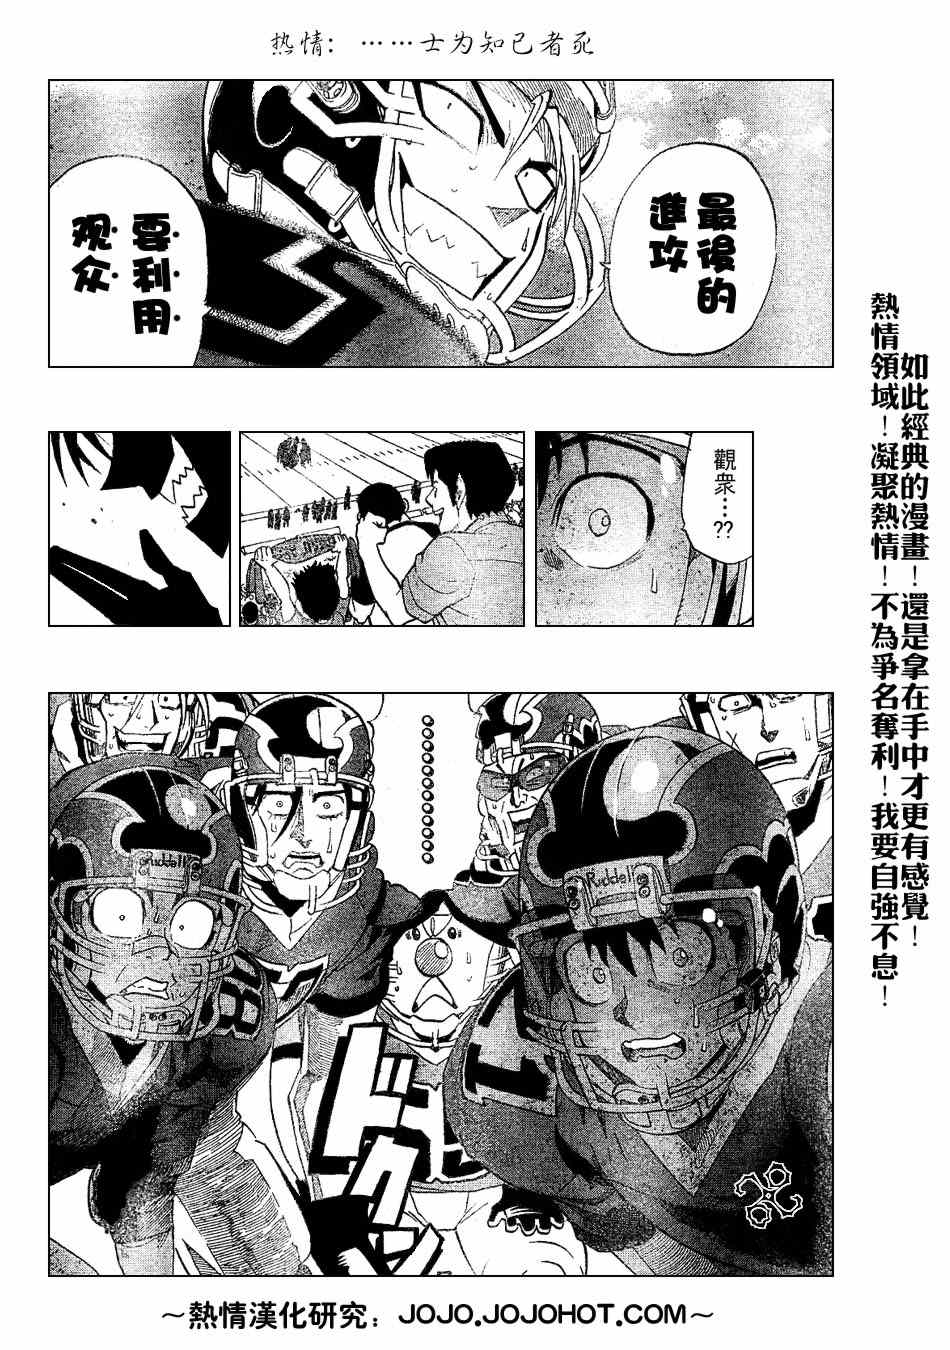 热情：……士为知己者死
最後的
進攻
要利用
观众
觀衆…??
………
Riddell
Riddell
ドクン
如此經典的漫畫！還是拿在手中才更有感覺！
熱情領域！凝聚熱情！不為爭名奪利！我要自強不息！
～熱情漢化研究：JOJO.JOJOHOT.COM～